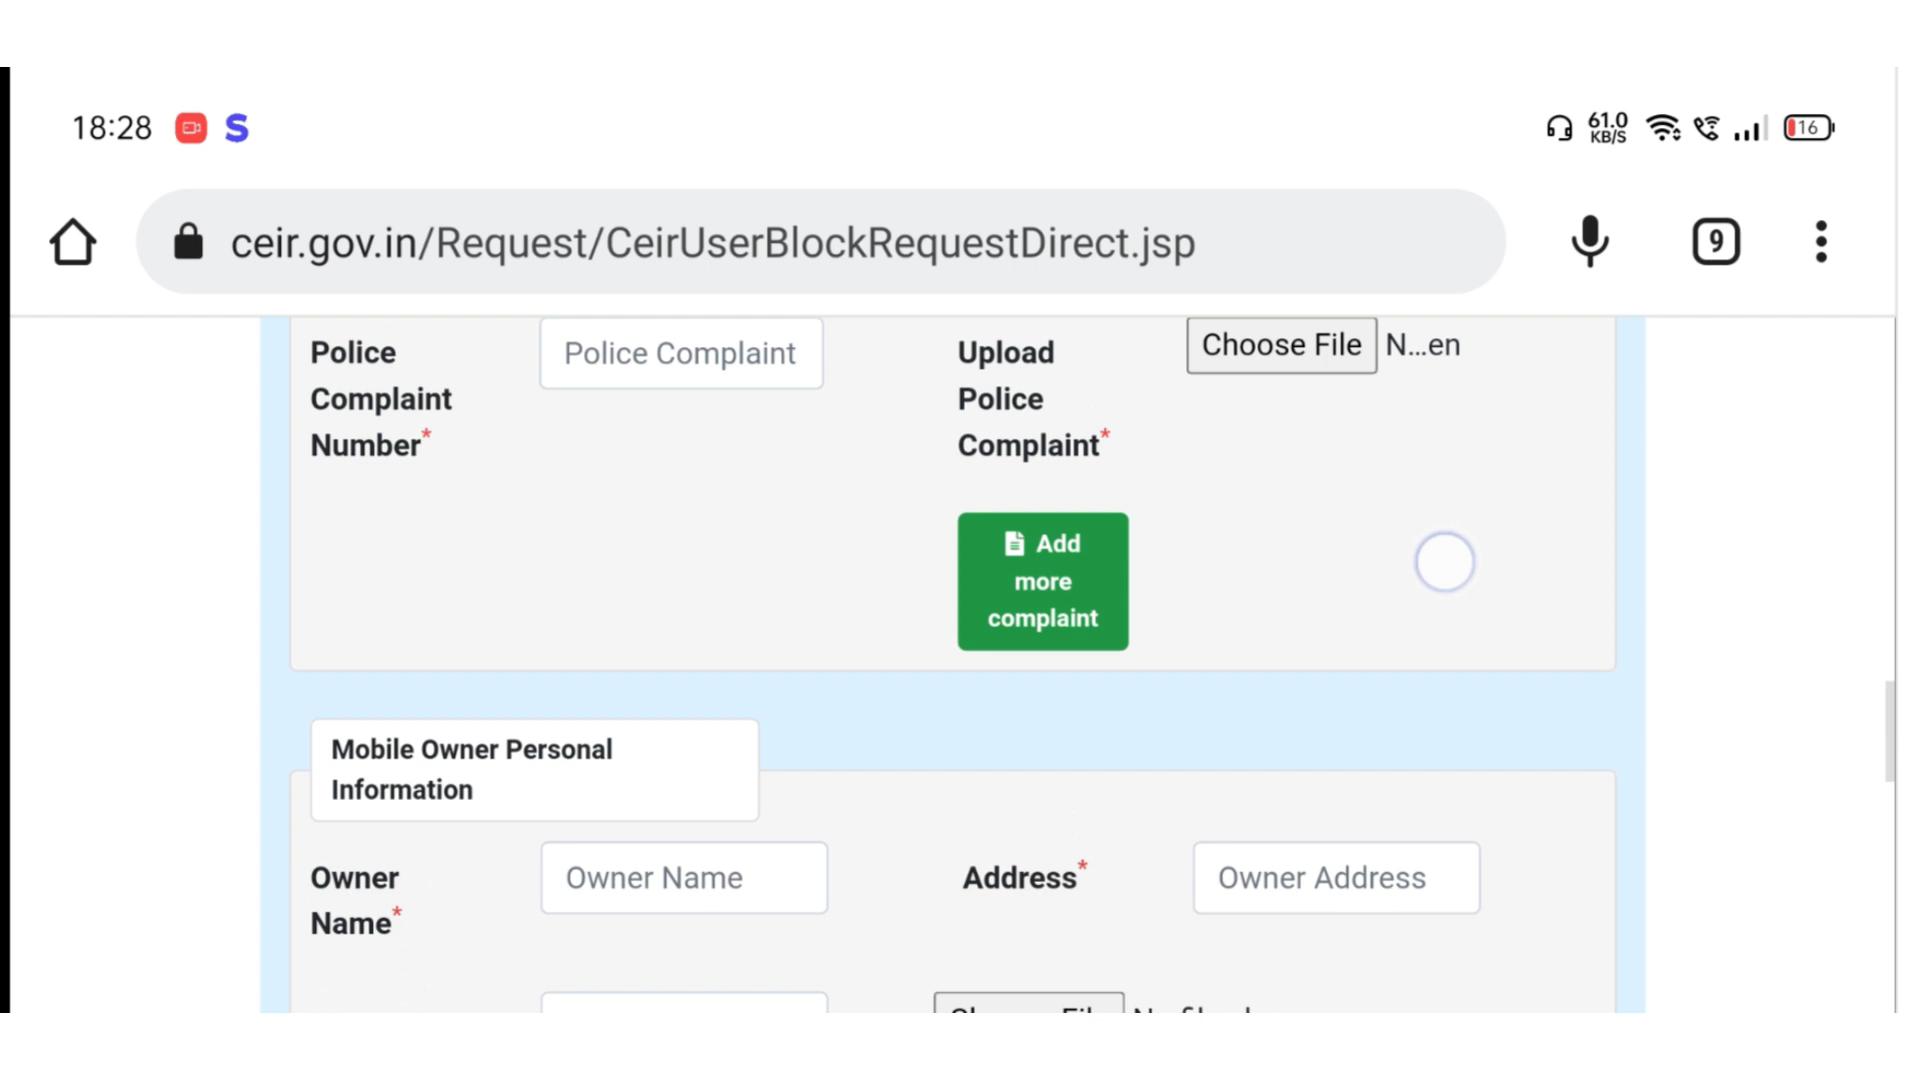 18:28 S 61.0 KB/S 16
ceir.gov.in/Request/CeirUserBlockRequestDirect.jsp 9
Police Complaint Number*
Police Complaint
Upload Police Complaint*
Choose File N...en
Add more complaint
Mobile Owner Personal
Information
Owner Name*
Owner Name
Address*
Owner Address